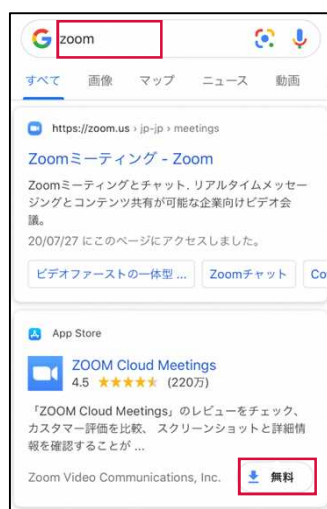 zoom
すべて 画像 マップ ニュース 動画
https://zoom.us › jp-jp › meetings
Zoomミーティング - Zoom
Zoomミーティングとチャット. リアルタイムメッセー
ジングとコンテンツ共有が可能な企業向けビデオ会
議。
20/07/27 にこのページにアクセスしました。
ビデオファーストの一体型 ... Zoomチャット Co
App Store
ZOOM Cloud Meetings
4.5 ★★★★★ (220万)
「ZOOM Cloud Meetings」のレビューをチェック、
カスタマー評価を比較、 スクリーンショットと詳細情
報を確認することが ...
Zoom Video Communications, Inc. 無料